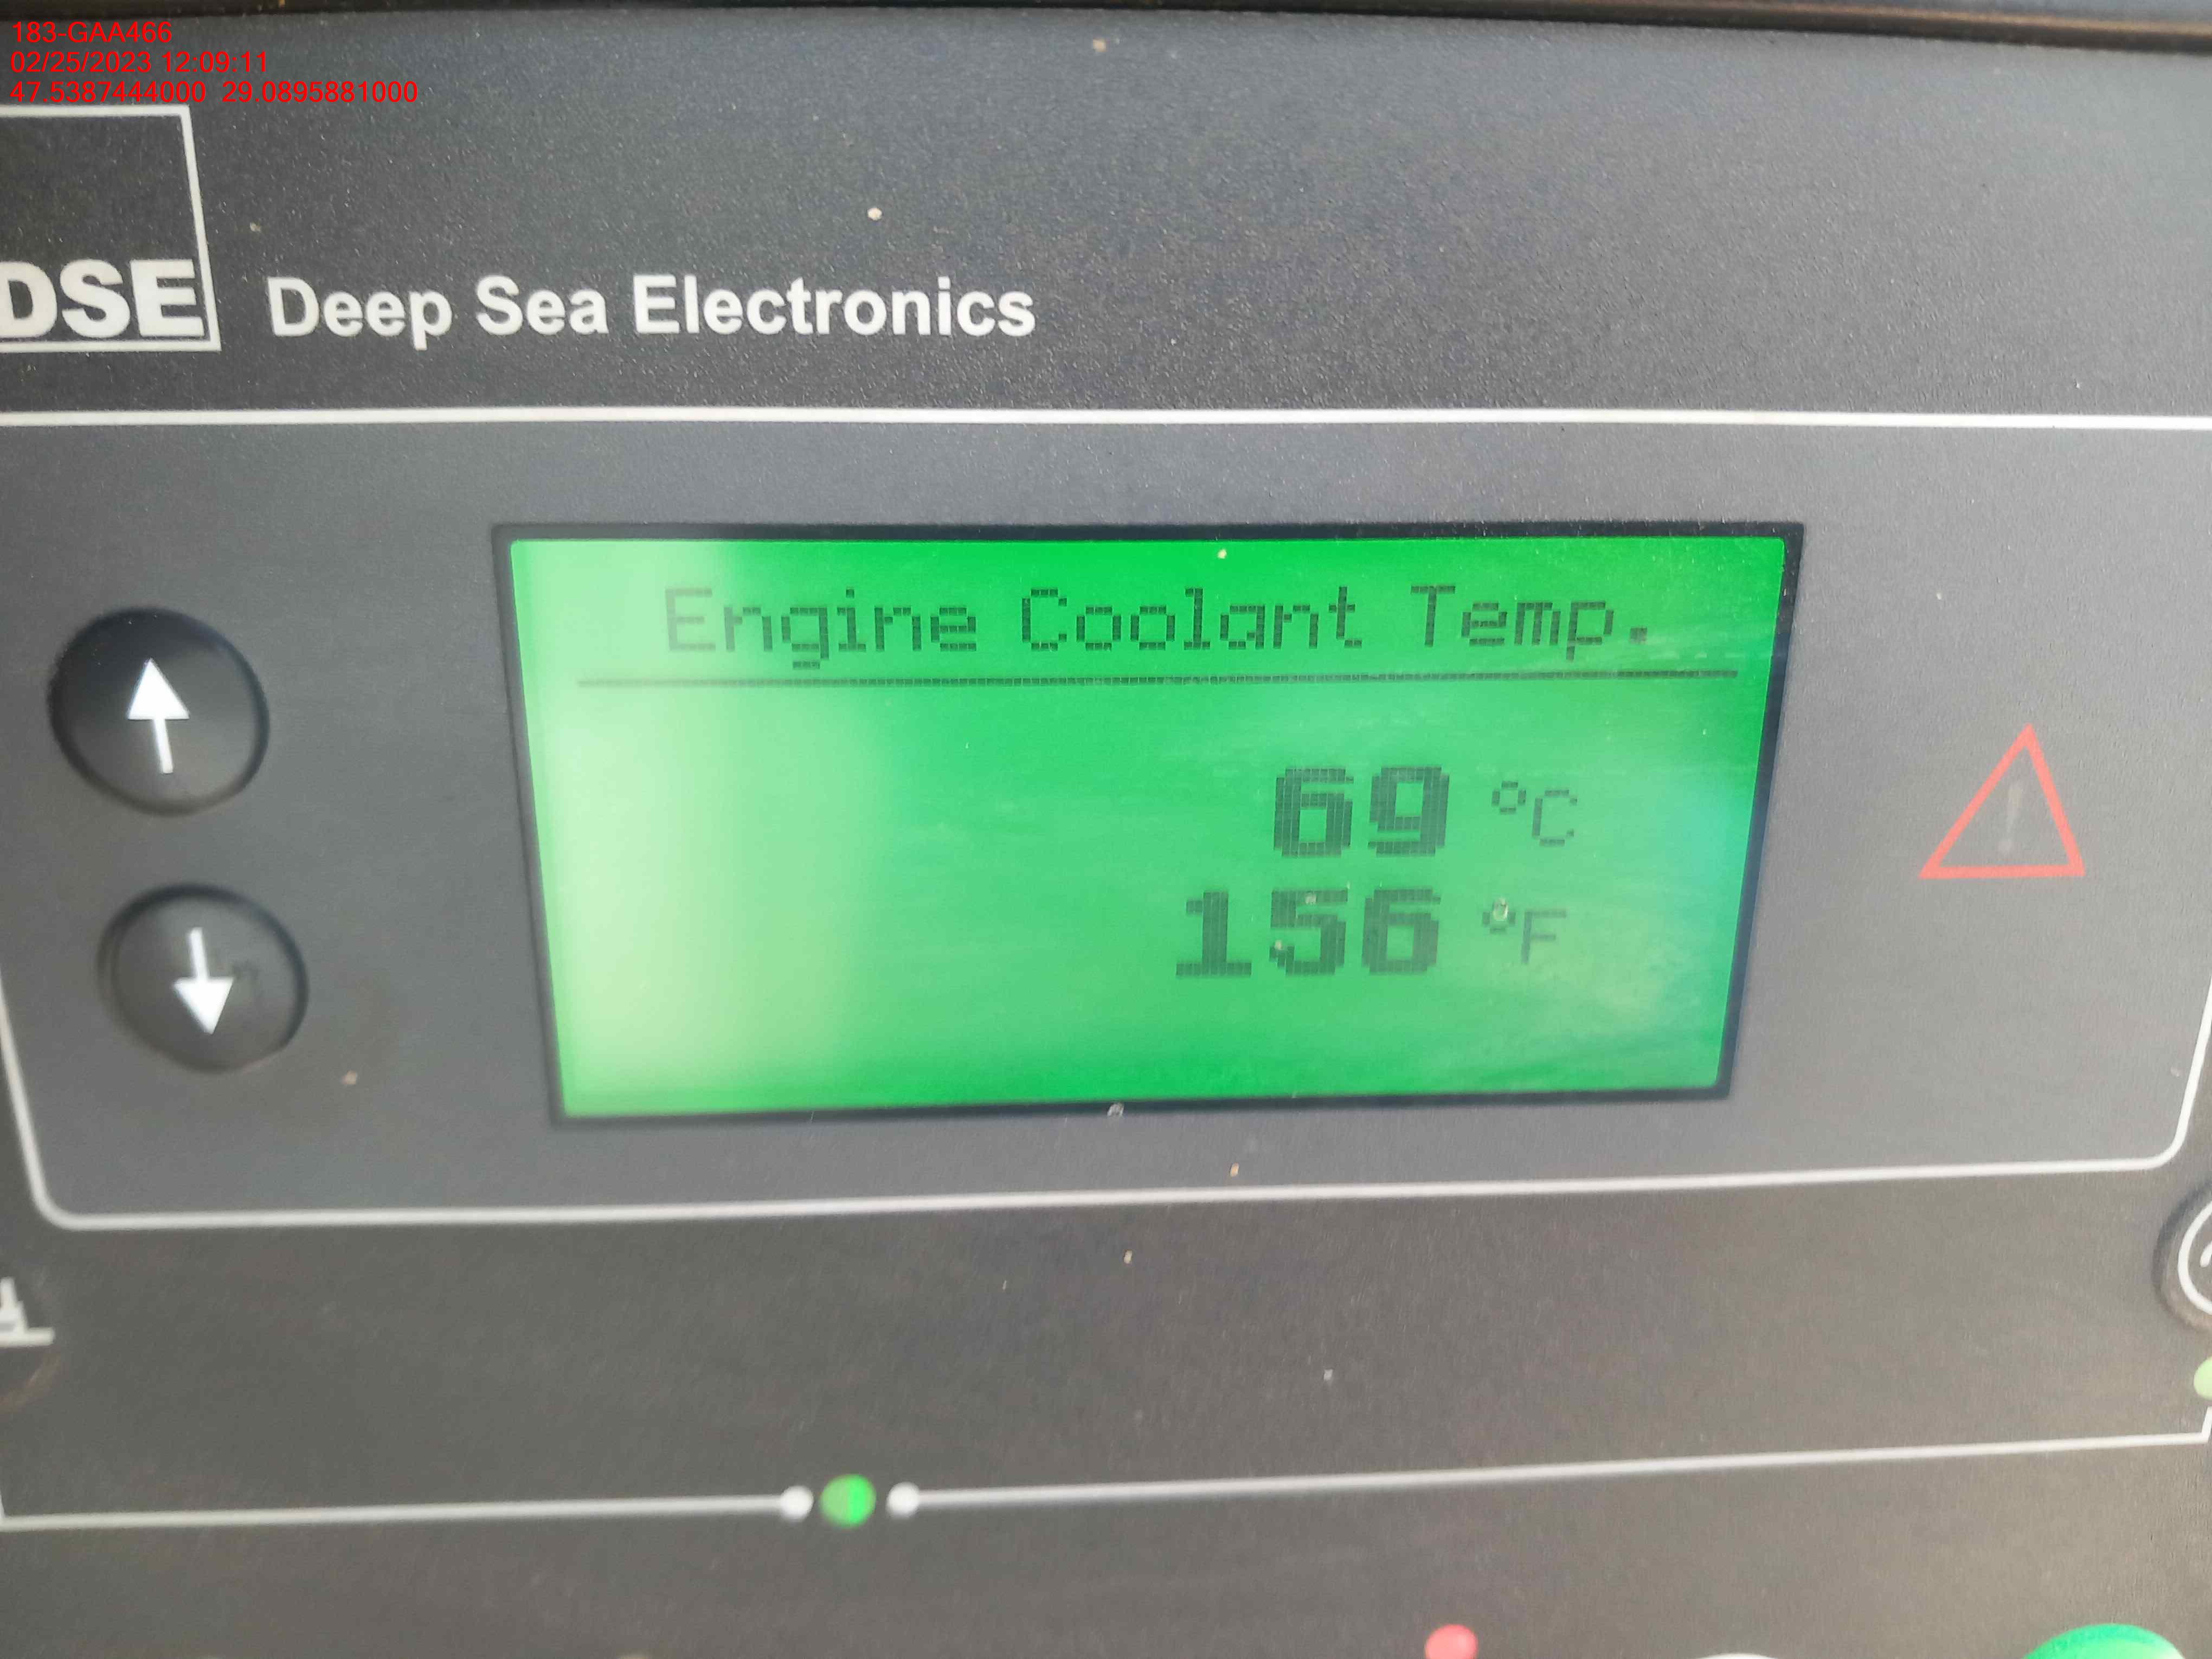 183-GAA466
02/25/2023 12:09:11
47.5387444000 29.0895881000
DSE Deep Sea Electronics
Engine Coolant Temp.
69 °C
156 °F